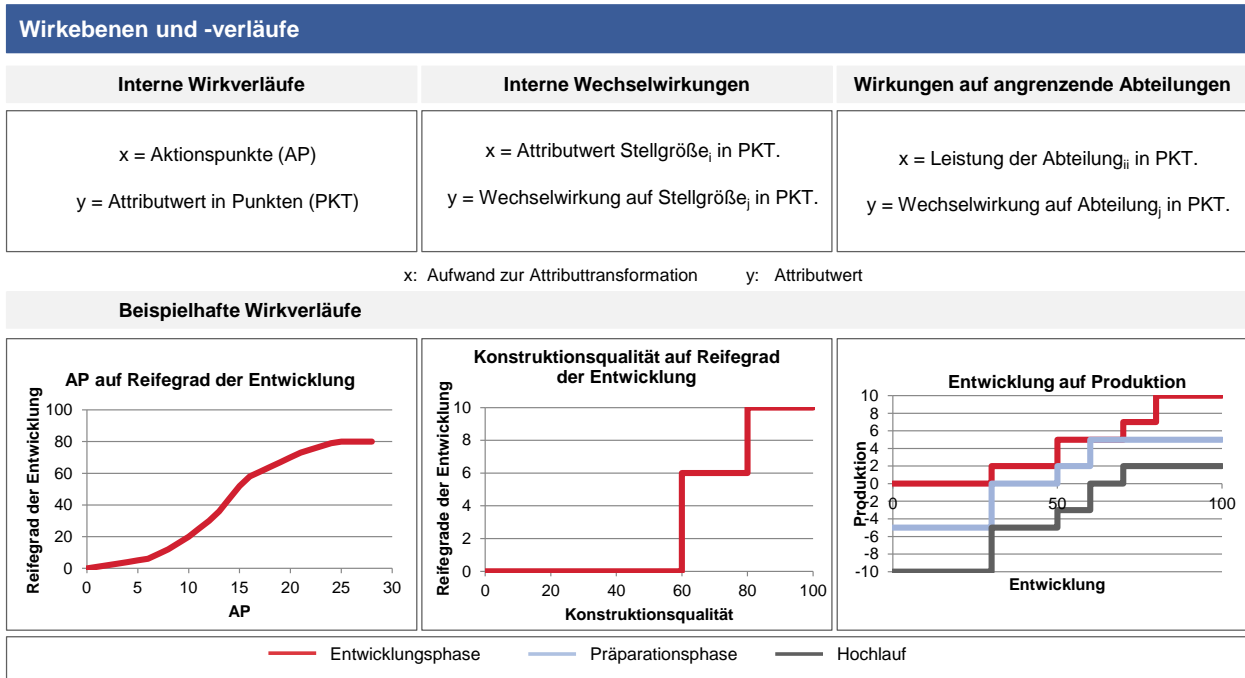 Wirkebenen und -verläufe
Interne Wirkverläufe
Interne Wechselwirkungen
Wirkungen auf angrenzende Abteilungen
x = Aktionspunkte (AP)
y = Attributwert in Punkten (PKT)
x = Attributwert Stellgrößei in PKT.
y = Wechselwirkung auf Stellgrößej in PKT.
x = Leistung der Abteilungii in PKT.
y = Wechselwirkung auf Abteilungj in PKT.
x: Aufwand zur Attributtransformation y: Attributwert
Beispielhafte Wirkverläufe
AP auf Reifegrad der Entwicklung
Reifegrad der Entwicklung
100
80
60
40
20
0
0 5 10 15 20 25 30
AP
Konstruktionsqualität auf Reifegrad
der Entwicklung
Reifegrade der Entwicklung
10
8
6
4
2
0
0 20 40 60 80 100
Konstruktionsqualität
Entwicklung auf Produktion
Produktion
10
8
6
4
2
0
-2
-4
-6
-8
-10
0 50 100
Entwicklung
Entwicklungsphase Präparationsphase Hochlauf